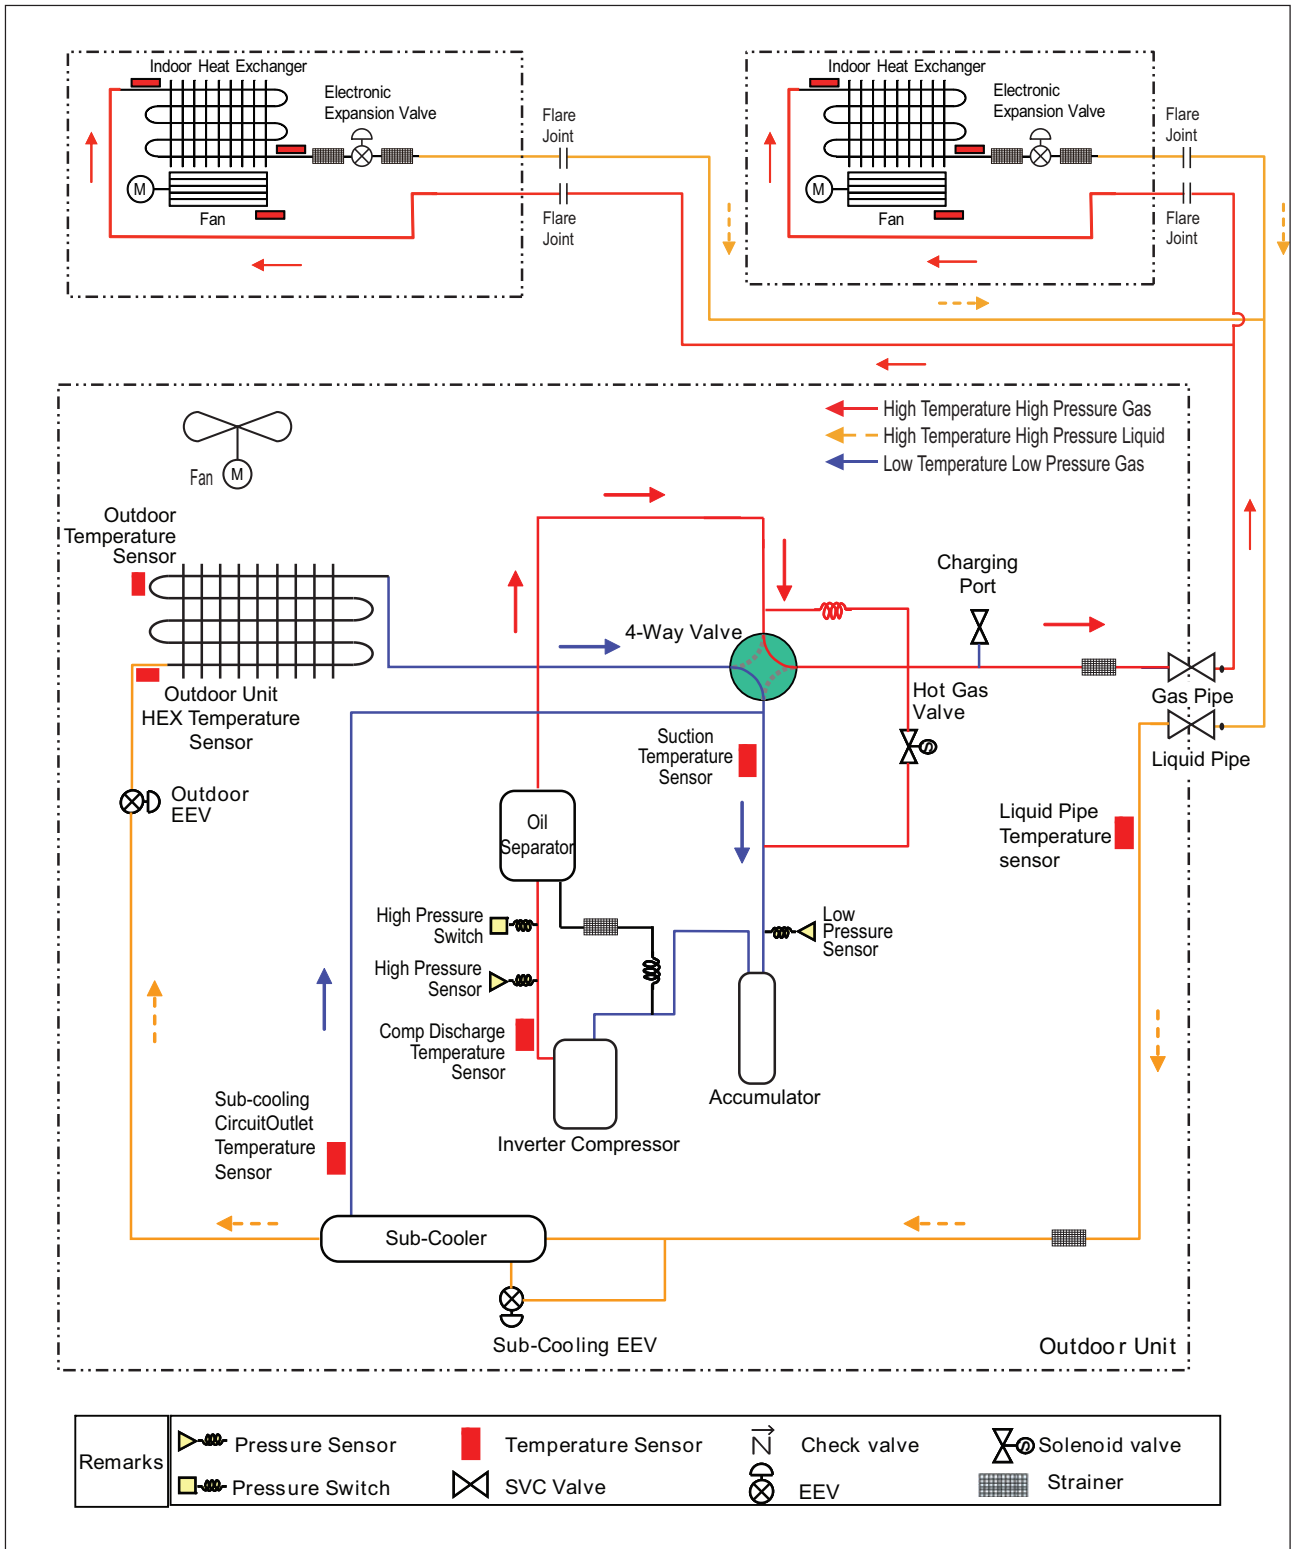 Indoor Heat Exchanger
Electronic
Expansion Valve
Flare
Joint
M
Fan
Flare
Joint
Indoor Heat Exchanger
Electronic
Expansion Valve
Flare
Joint
M
Fan
Flare
Joint
High Temperature High Pressure Gas
High Temperature High Pressure Liquid
Low Temperature Low Pressure Gas
Fan
M
Outdoor
Temperature
Sensor
Outdoor Unit
HEX Temperature
Sensor
4-Way Valve
Charging
Port
Hot Gas
Valve
Gas Pipe
Liquid Pipe
Suction
Temperature
Sensor
Outdoor
EEV
Oil
Separator
Liquid Pipe
Temperature
sensor
High Pressure
Switch
High Pressure
Sensor
Low
Pressure
Sensor
Comp Discharge
Temperature
Sensor
Accumulator
Inverter Compressor
Sub-cooling
CircuitOutlet
Temperature
Sensor
Sub-Cooler
Sub-Cooling EEV
Outdoor Unit
Remarks
Pressure Sensor
Temperature Sensor
Check valve
Solenoid valve
Pressure Switch
SVC Valve
EEV
Strainer